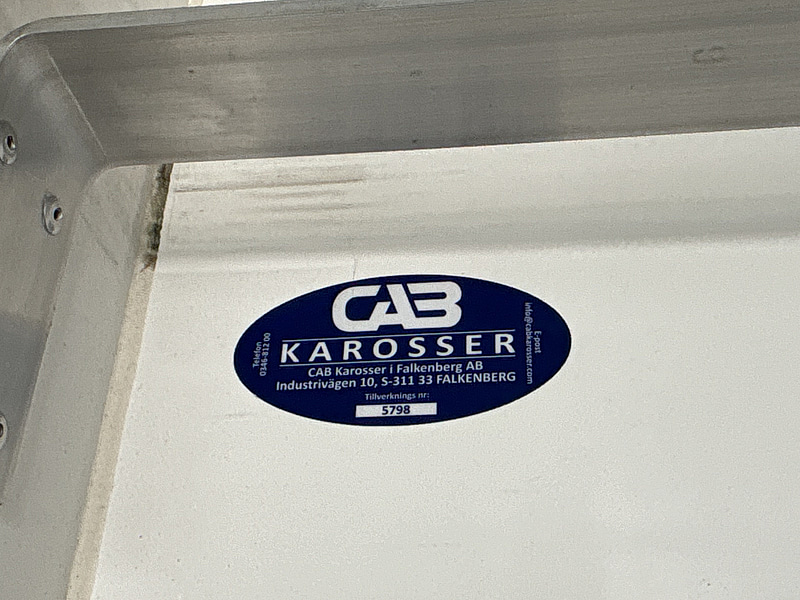 CAB
KAROSSER
CAB Karosser i Falkenberg AB
Industrivägen 10, S-311 33 FALKENBERG
Tillverknings nr:
5798
Telefon
0346-812 00
E-post
info@cabkarosser.com